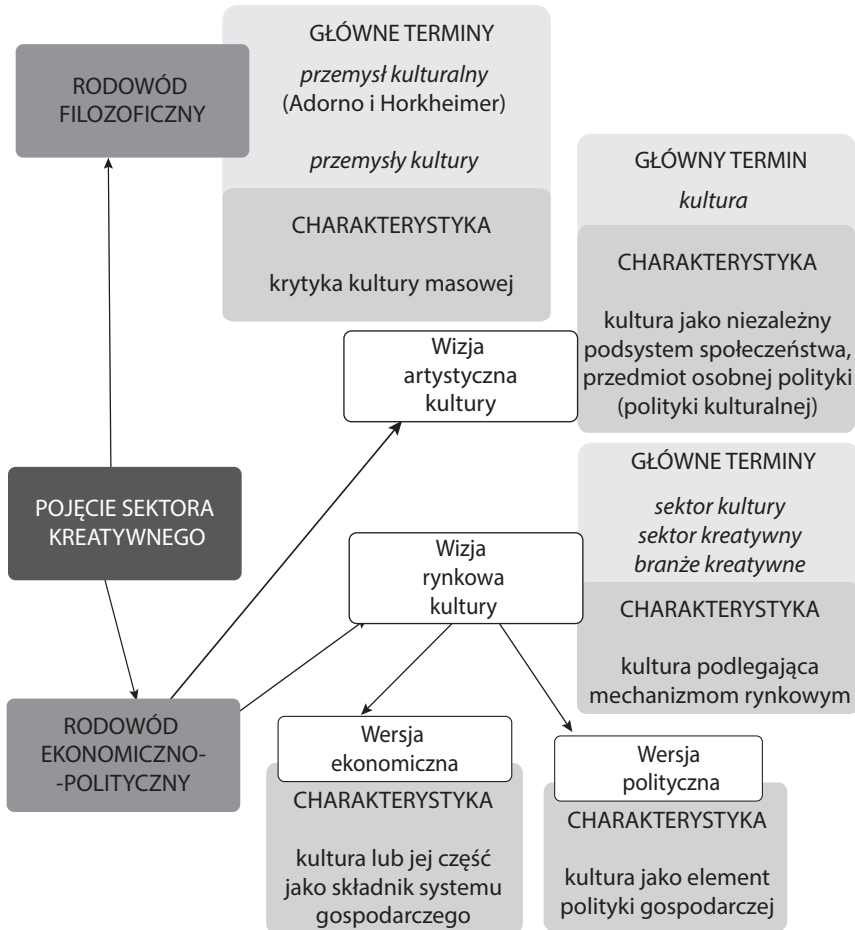 RODOWÓD
FILOZOFICZNY
GŁÓWNE TERMINY
przemysł kulturalny
(Adorno i Horkheimer)
przemysły kultury
CHARAKTERYSTYKA
krytyka kultury masowej
GŁÓWNY TERMIN
kultura
CHARAKTERYSTYKA
kultura jako niezależny
podsystem społeczeństwa,
przedmiot osobnej polityki
(polityki kulturalnej)
Wizja
artystyczna
kultury
POJĘCIE SEKTORA
KREATYWNEGO
Wizja
rynkowa
kultury
GŁÓWNE TERMINY
sektor kultury
sektor kreatywny
branże kreatywne
CHARAKTERYSTYKA
kultura podlegająca
mechanizmom rynkowym
RODOWÓD
EKONOMICZNO-
-POLITYCZNY
Wersja
ekonomiczna
CHARAKTERYSTYKA
kultura lub jej część
jako składnik systemu
gospodarczego
Wersja
polityczna
CHARAKTERYSTYKA
kultura jako element
polityki gospodarczej